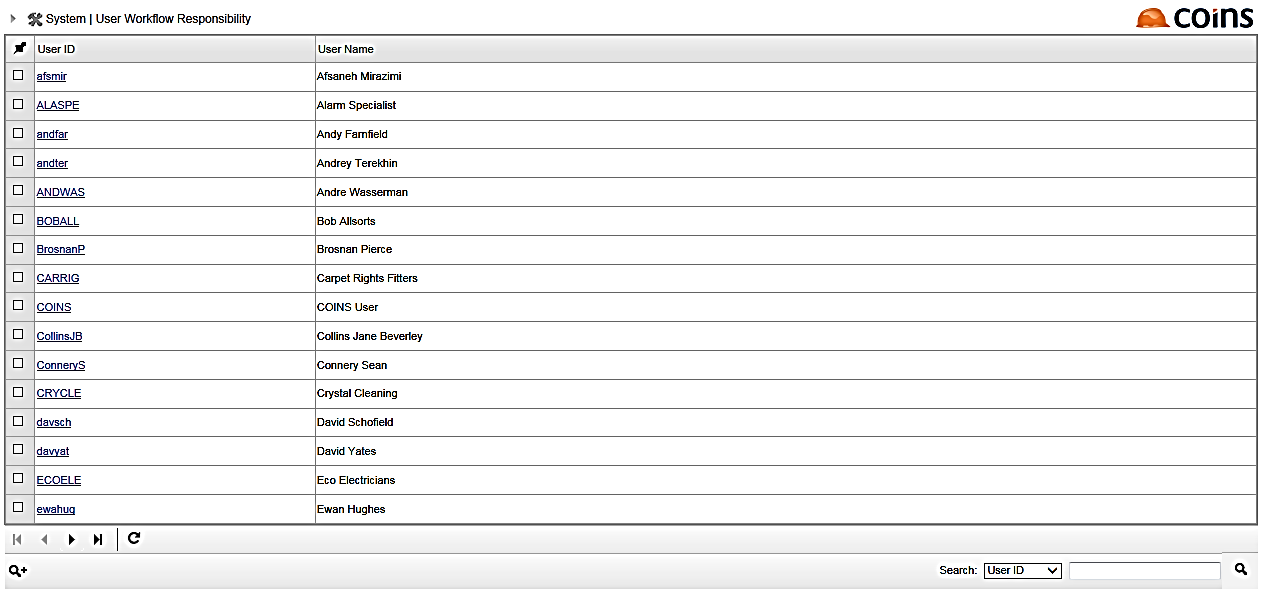 System | User Workflow Responsibility
coins
User ID User Name
afsmir Afsaneh Mirazimi
ALASPE Alarm Specialist
andfar Andy Farnfield
andter Andrey Terekhin
ANDWAS Andre Wasserman
BOBALL Bob Allsorts
BrosnanP Brosnan Pierce
CARRIG Carpet Rights Fitters
COINS COINS User
CollinsJB Collins Jane Beverley
ConneryS Connery Sean
CRYCLE Crystal Cleaning
davsch David Schofield
davyat David Yates
ECOELE Eco Electricians
ewahug Ewan Hughes
Search: User ID